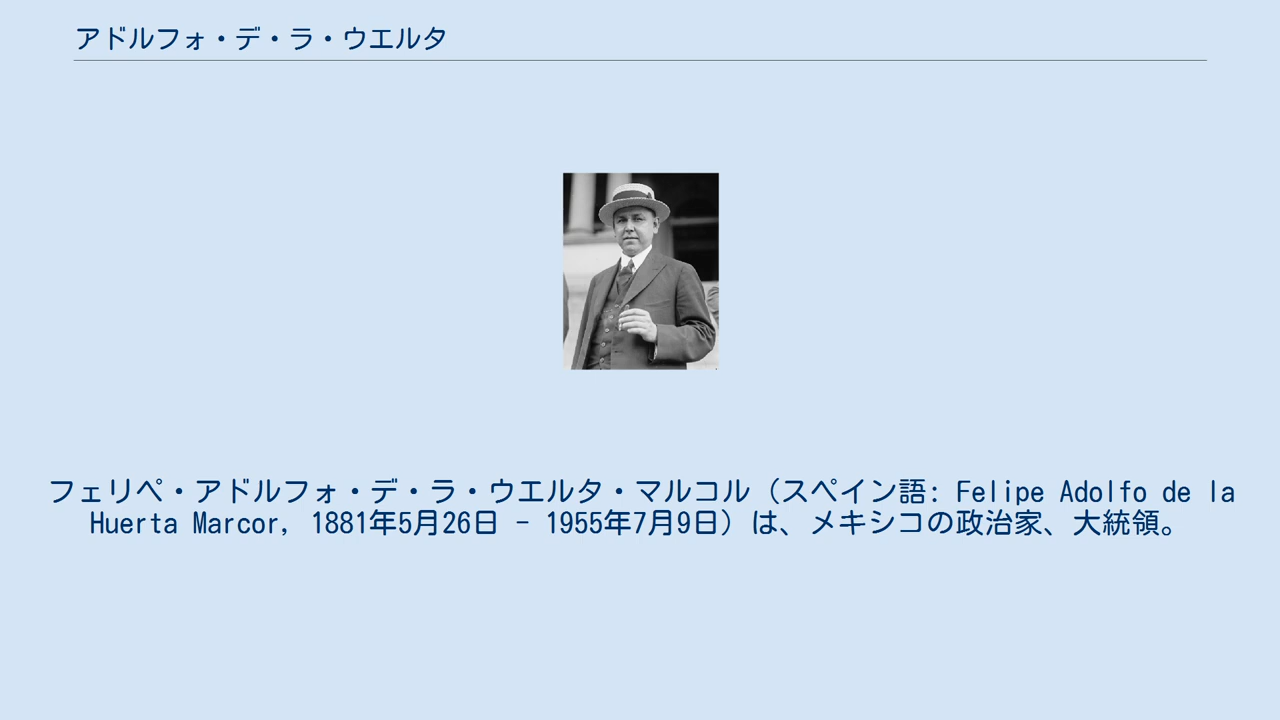 アドルフォ・デ・ラ・ウエルタ
フェリペ・アドルフォ・デ・ラ・ウエルタ・マルコル（スペイン語: Felipe Adolfo de la
Huerta Marcor, 1881年5月26日 - 1955年7月9日）は、メキシコの政治家、大統領。